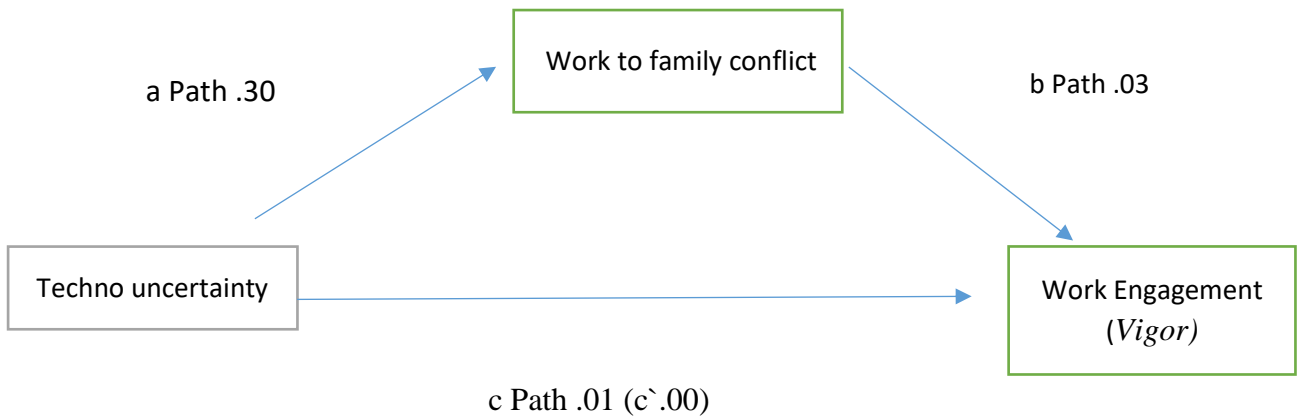 Work to family conflict
a Path .30
b Path .03
Techno uncertainty
Work Engagement
(Vigor)
c Path .01 (c`.00)